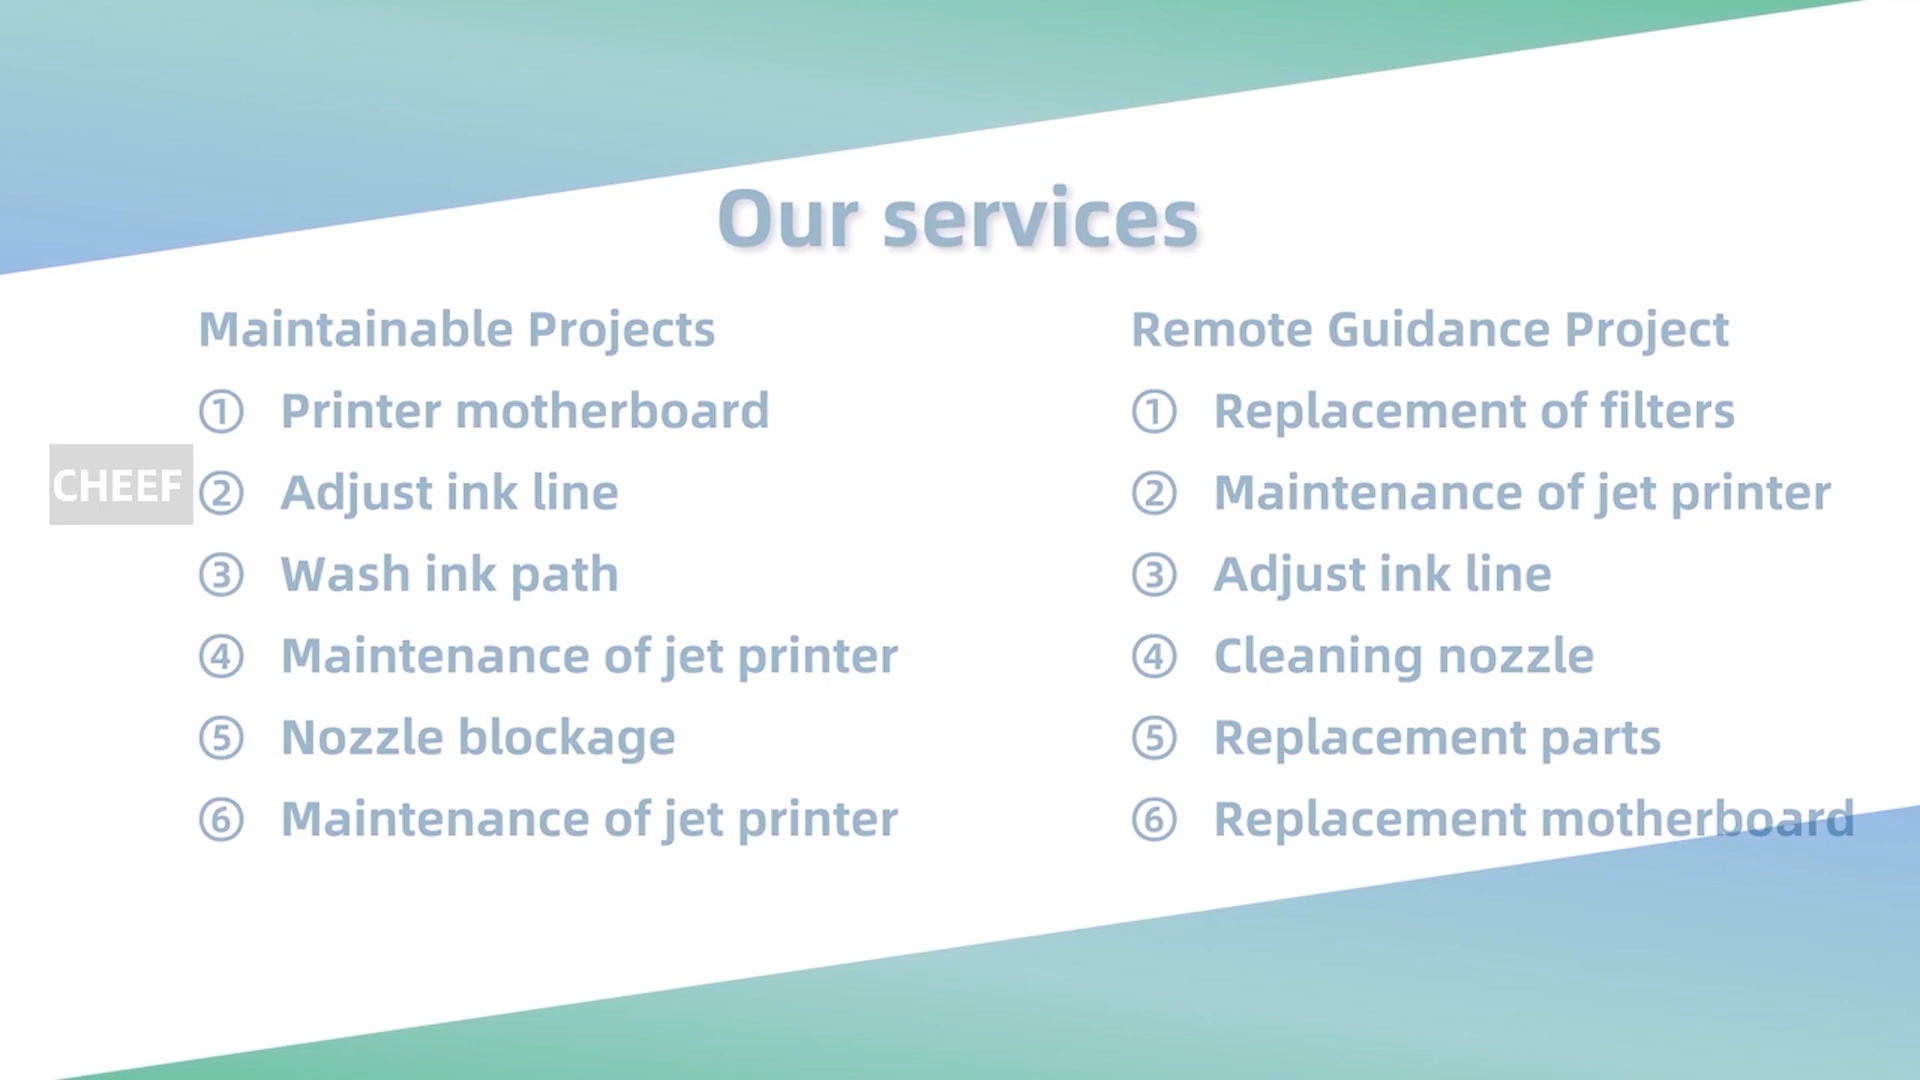 Our services
Maintainable Projects
① Printer motherboard
② Adjust ink line
③ Wash ink path
④ Maintenance of jet printer
⑤ Nozzle blockage
⑥ Maintenance of jet printer
Remote Guidance Project
① Replacement of filters
② Maintenance of jet printer
③ Adjust ink line
④ Cleaning nozzle
⑤ Replacement parts
⑥ Replacement motherboard
CHEEF